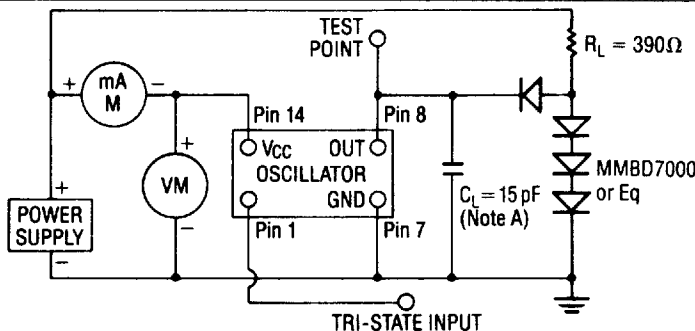 TEST
POINT
R_L = 390Ω
+ mA −
M
Pin 14
Pin 8
VCC OUT
OSCILLATOR
GND
+
VM
−
MMBD7000
or Eq
C_L = 15 pF
(Note A)
+
POWER
SUPPLY
−
Pin 1
Pin 7
TRI-STATE INPUT